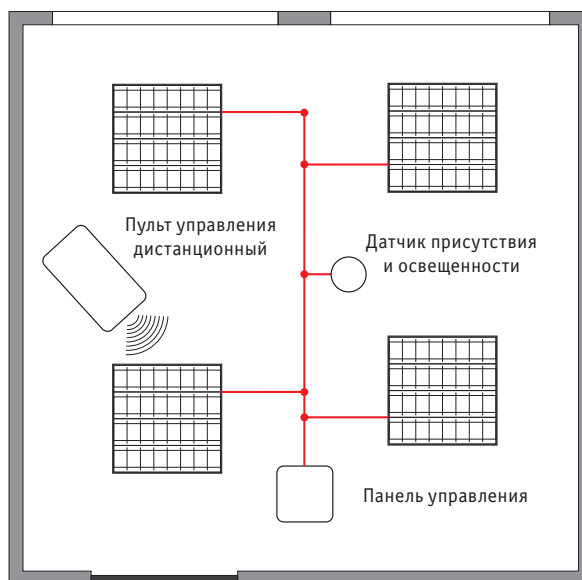 Пульт управления
дистанционный
Датчик присутствия
и освещенности
Панель управления